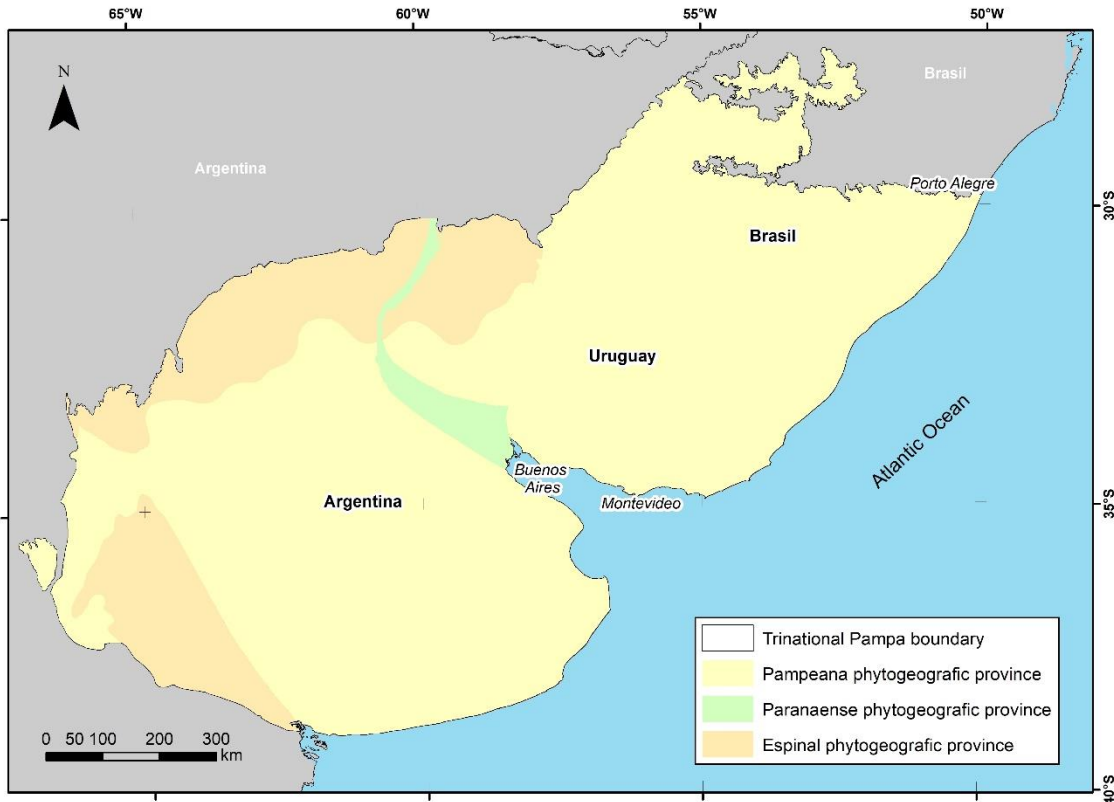 65°W
60°W
55°W
50°W
N
Brasil
Argentina
Porto Alegre
30°S
Brasil
Uruguay
Atlantic Ocean
Buenos
Aires
Argentina
Montevideo
35°S
Trinational Pampa boundary
Pampeana phytogeografic province
Paranaense phytogeografic province
Espinal phytogeografic province
0 50 100 200 300
km
40°S